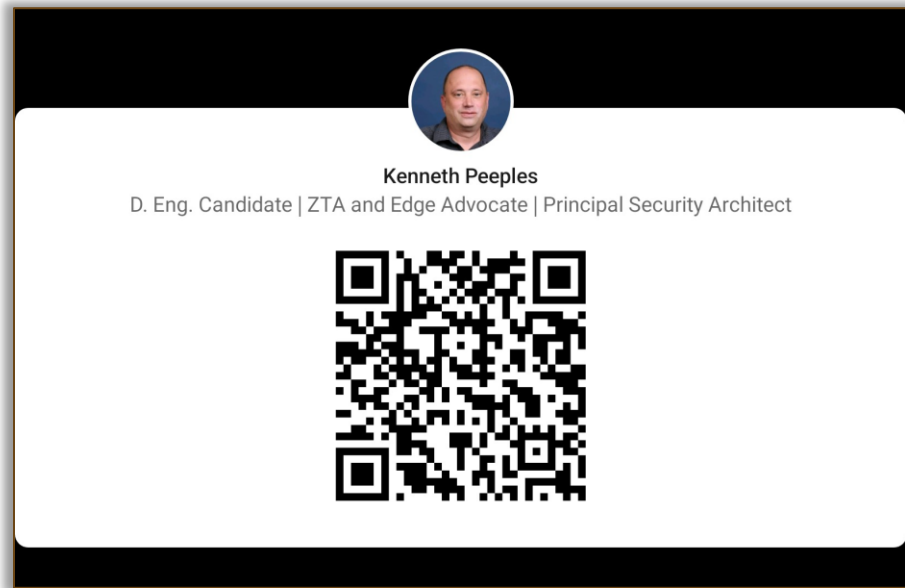 Kenneth Peeples
D. Eng. Candidate | ZTA and Edge Advocate | Principal Security Architect